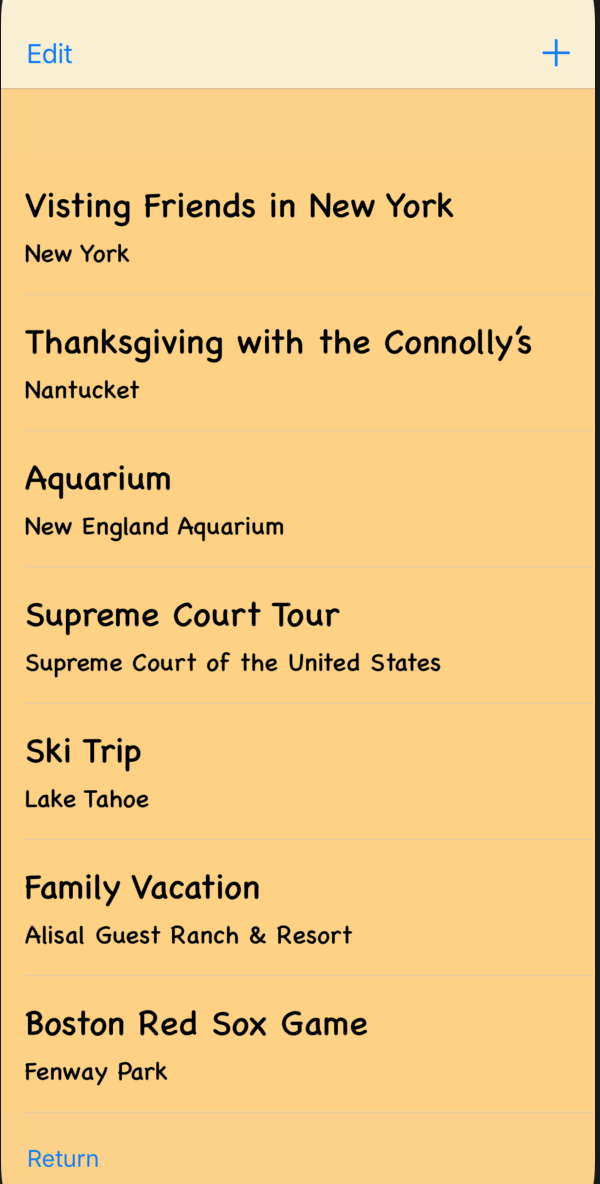 Edit
Visting Friends in New York
New York
Thanksgiving with the Connolly's
Nantucket
Aquarium
New England Aquarium
Supreme Court Tour
Supreme Court of the United States
Ski Trip
Lake Tahoe
Family Vacation
Alisal Guest Ranch & Resort
Boston Red Sox Game
Fenway Park
Return